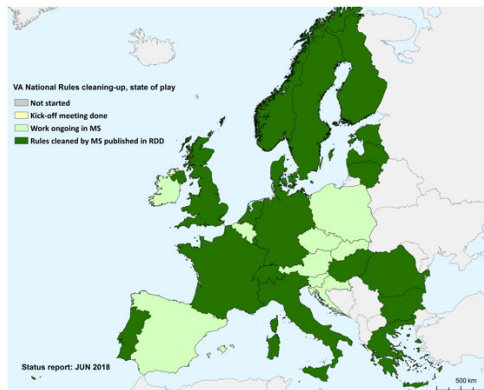 VA National Rules cleaning-up, state of play
Not started
Kick-off meeting done
Work ongoing in MS
Rules cleaned by MS published in RDD
Status report: JUN 2018
500 km